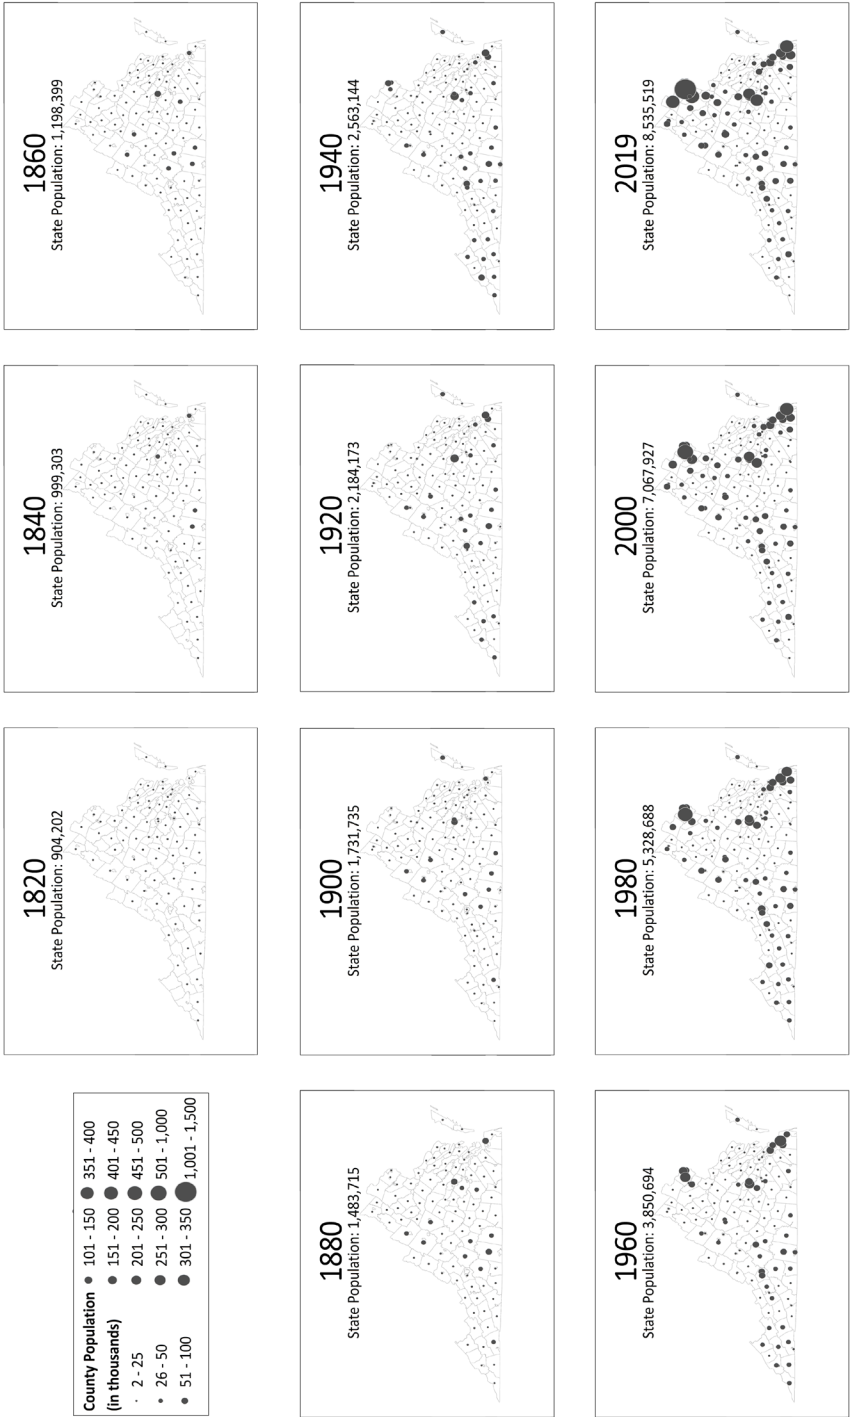 County Population
(in thousands)
2 - 25
26 - 50
51 - 100
101 - 150
151 - 200
201 - 250
251 - 300
301 - 350
351 - 400
401 - 450
451 - 500
501 - 1,000
1,001 - 1,500
1820
State Population: 904,202
1840
State Population: 999,303
1860
State Population: 1,198,399
1880
State Population: 1,483,715
1900
State Population: 1,731,735
1920
State Population: 2,184,173
1940
State Population: 2,563,144
1960
State Population: 3,850,694
1980
State Population: 5,328,688
2000
State Population: 7,067,927
2019
State Population: 8,535,519